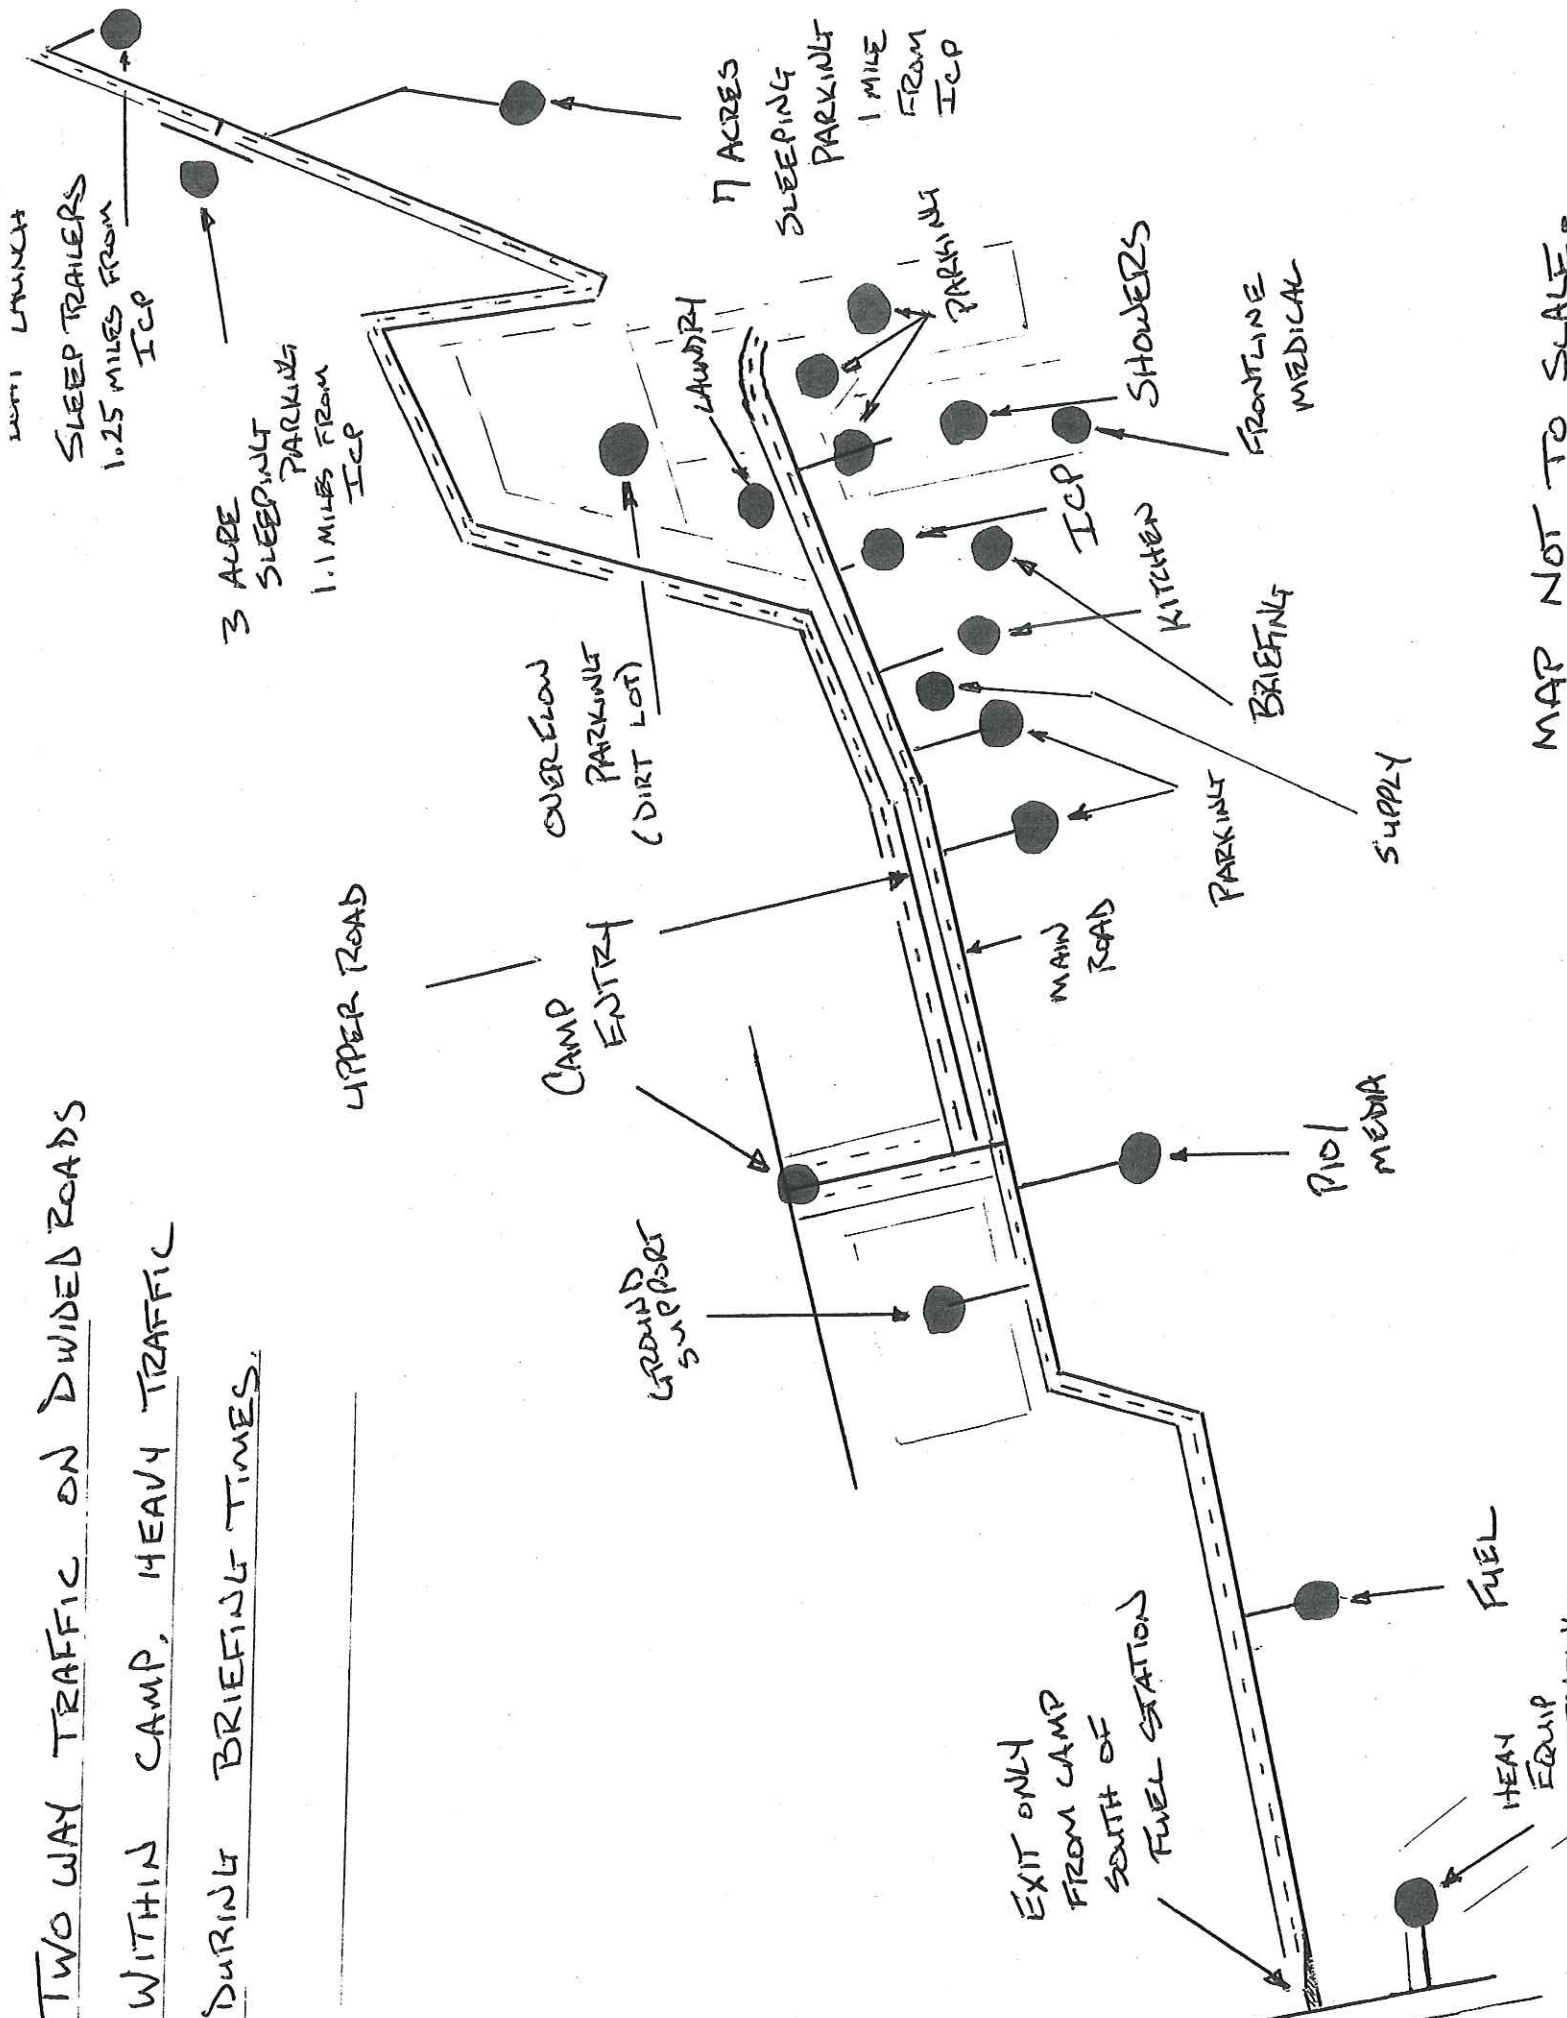 TWO WAY TRAFFIC ON DIVIDED ROADS
WITHIN CAMP. HEAVY TRAFFIC
DURING BRIEFING TIMES.
SLEEP TRAILERS
1.25 MILES FROM
ICP
3 ACRE
SLEEPING
PARKING
1.1 MILES FROM
ICP
7 ACRES
SLEEPING
PARKING
1 MILE
FROM
ICP
UPPER ROAD
OVERFLOW
PARKING
(DIRT LOT)
LAUNDRY
PARKING
SHOWERS
FRONTLINE
MEDICAL
CAMP
ENTRY
ICP
KITCHEN
BRIEFING
SUPPLY
PARKING
MAIN
ROAD
GROUND
SUPPORT
PIO/
MEDIA
EXIT ONLY
FROM CAMP
SOUTH OF
FUEL STATION
FUEL
HEAVY
EQUIP
MAP NOT TO SCALE.